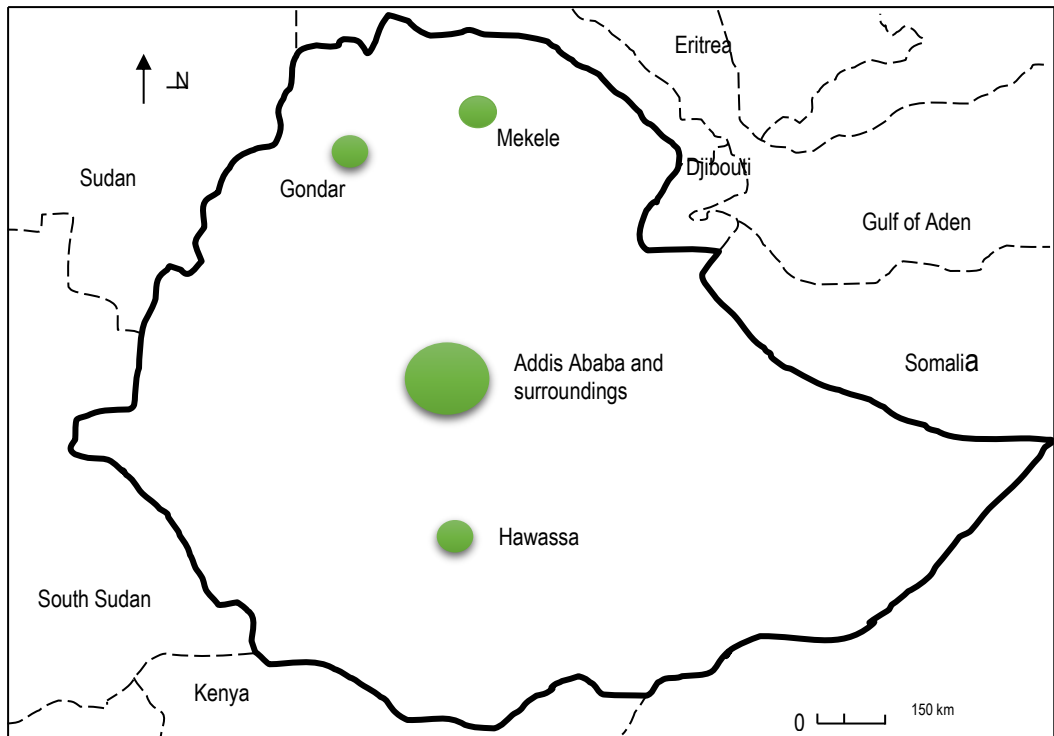 Eritrea
N
Mekele
Djibouti
Sudan
Gondar
Gulf of Aden
Addis Ababa and
surroundings
Somalia
Hawassa
South Sudan
Kenya
0
150 km